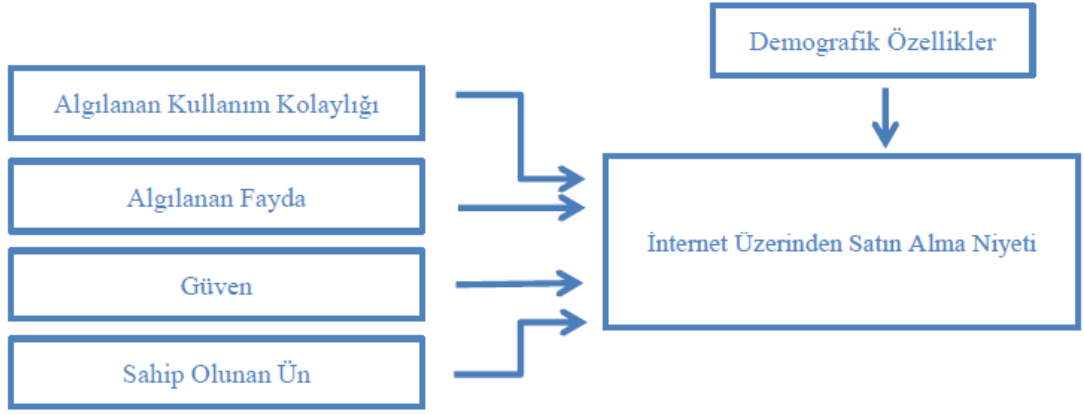 Demografik Özellikler
Algılanan Kullanım Kolaylığı
Algılanan Fayda
İnternet Üzerinden Satın Alma Niyeti
Güven
Sahip Olunan Ün